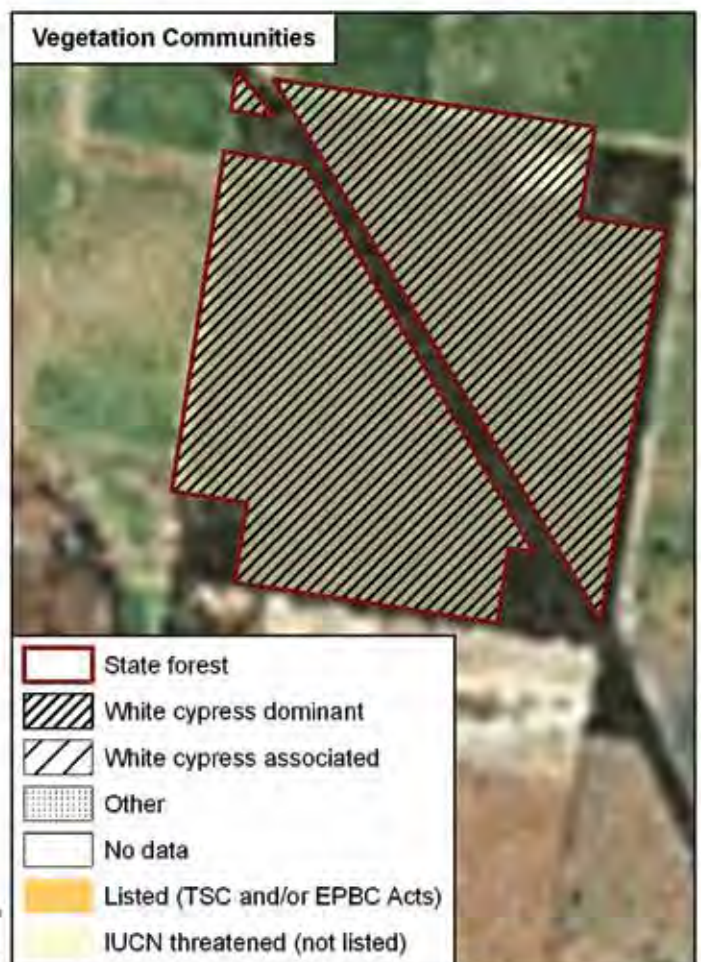 Vegetation Communities
State forest
White cypress dominant
White cypress associated
Other
No data
Listed (TSC and/or EPBC Acts)
IUCN threatened (not listed)